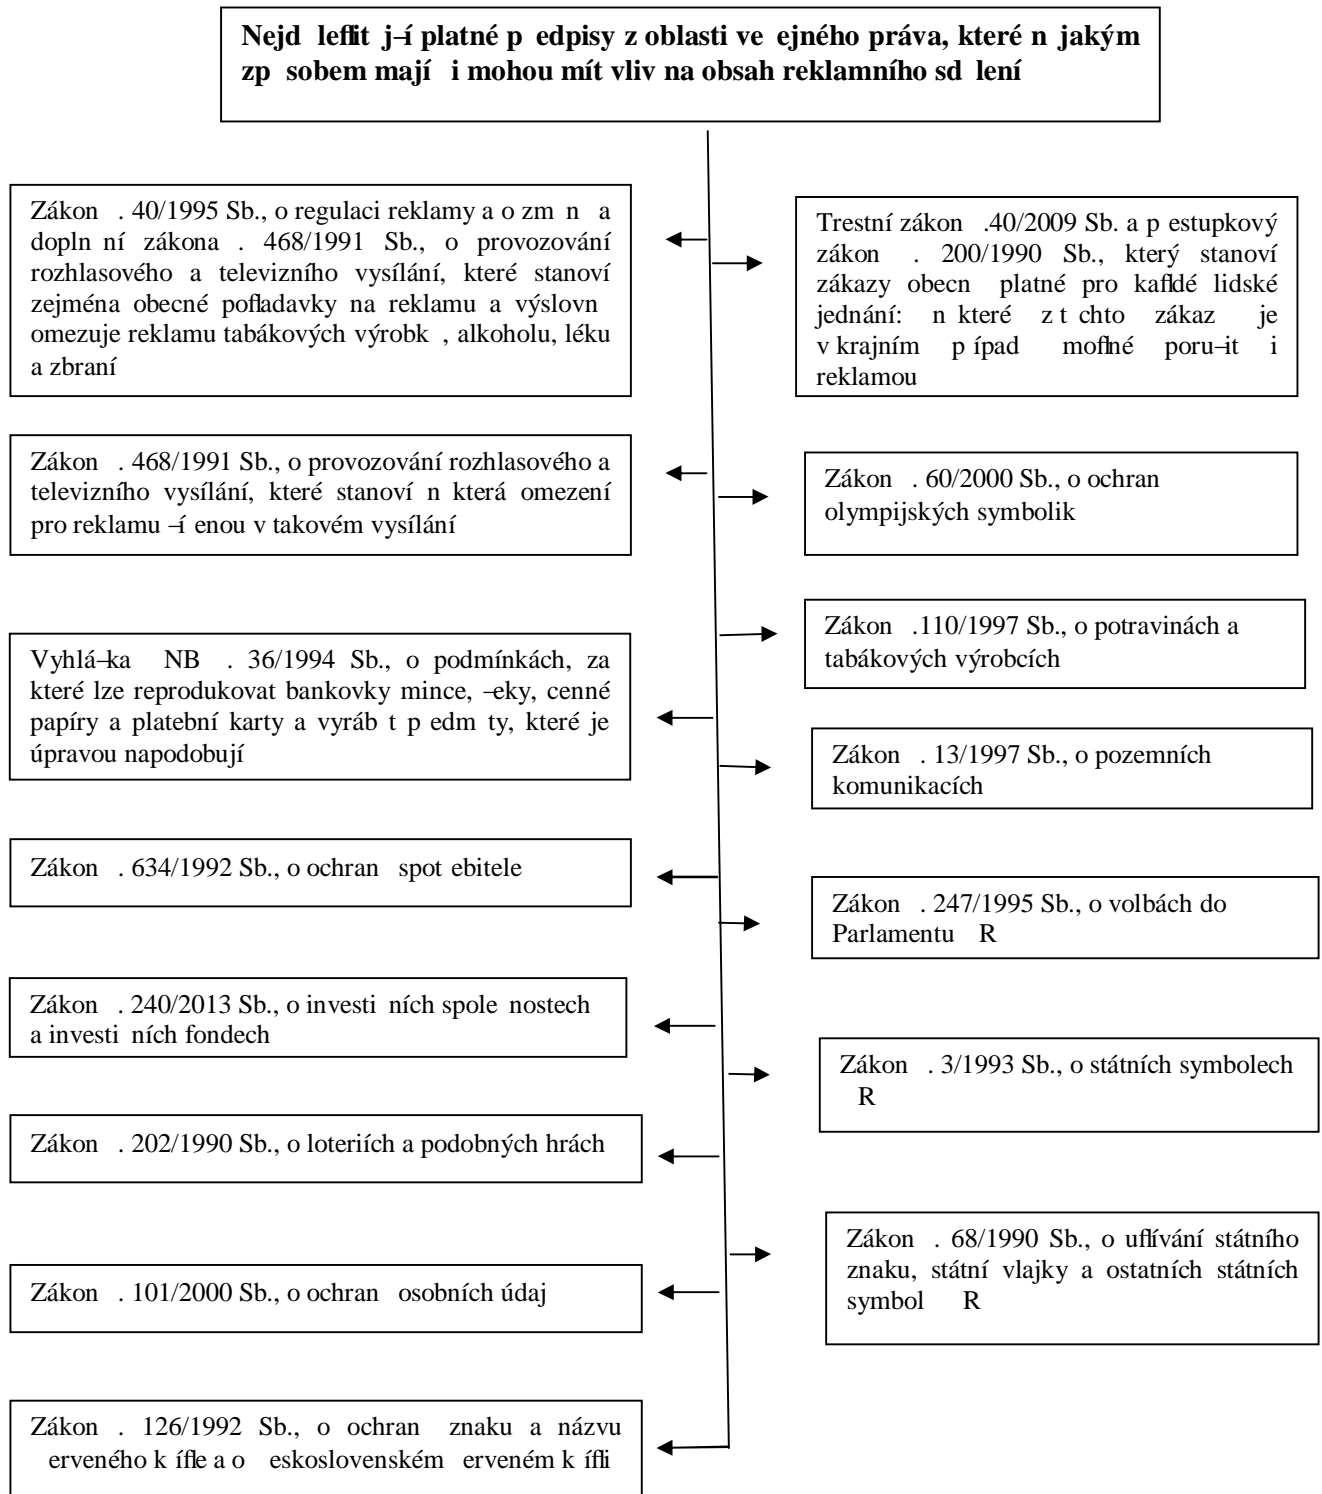 Nejd leflit j–í platné p edpisy z oblasti ve ejného práva, které n jakým
zp sobem mají i mohou mít vliv na obsah reklamního sd lení
Zákon . 40/1995 Sb., o regulaci reklamy a o zm n a
dopln ní zákona . 468/1991 Sb., o provozování
rozhlasového a televizního vysílání, které stanoví
zejména obecné pofladavky na reklamu a výslovn
omezuje reklamu tabákových výrobk , alkoholu, léku
a zbraní
Trestní zákon .40/2009 Sb. a p estupkový
zákon . 200/1990 Sb., který stanoví
zákazy obecn platné pro kafldé lidské
jednání: n které z t chto zákaz je
v krajním p ípad moflné poru–it i
reklamou
Zákon . 468/1991 Sb., o provozování rozhlasového a
televizního vysílání, které stanoví n která omezení
pro reklamu –í enou v takovém vysílání
Zákon . 60/2000 Sb., o ochran
olympijských symbolik
Zákon .110/1997 Sb., o potravinách a
tabákových výrobcích
Vyhlá–ka NB . 36/1994 Sb., o podmínkách, za
které lze reprodukovat bankovky mince, –eky, cenné
papíry a platební karty a vyráb t p edm ty, které je
úpravou napodobují
Zákon . 13/1997 Sb., o pozemních
komunikacích
Zákon . 634/1992 Sb., o ochran spot ebitele
Zákon . 247/1995 Sb., o volbách do
Parlamentu R
Zákon . 240/2013 Sb., o investi ních spole nostech
a investi ních fondech
Zákon . 3/1993 Sb., o státních symbolech
R
Zákon . 202/1990 Sb., o loteriích a podobných hrách
Zákon . 68/1990 Sb., o uflívání státního
znaku, státní vlajky a ostatních státních
symbol R
Zákon . 101/2000 Sb., o ochran osobních údaj
Zákon . 126/1992 Sb., o ochran znaku a názvu
erveného k ífle a o eskoslovenském erveném k ífli